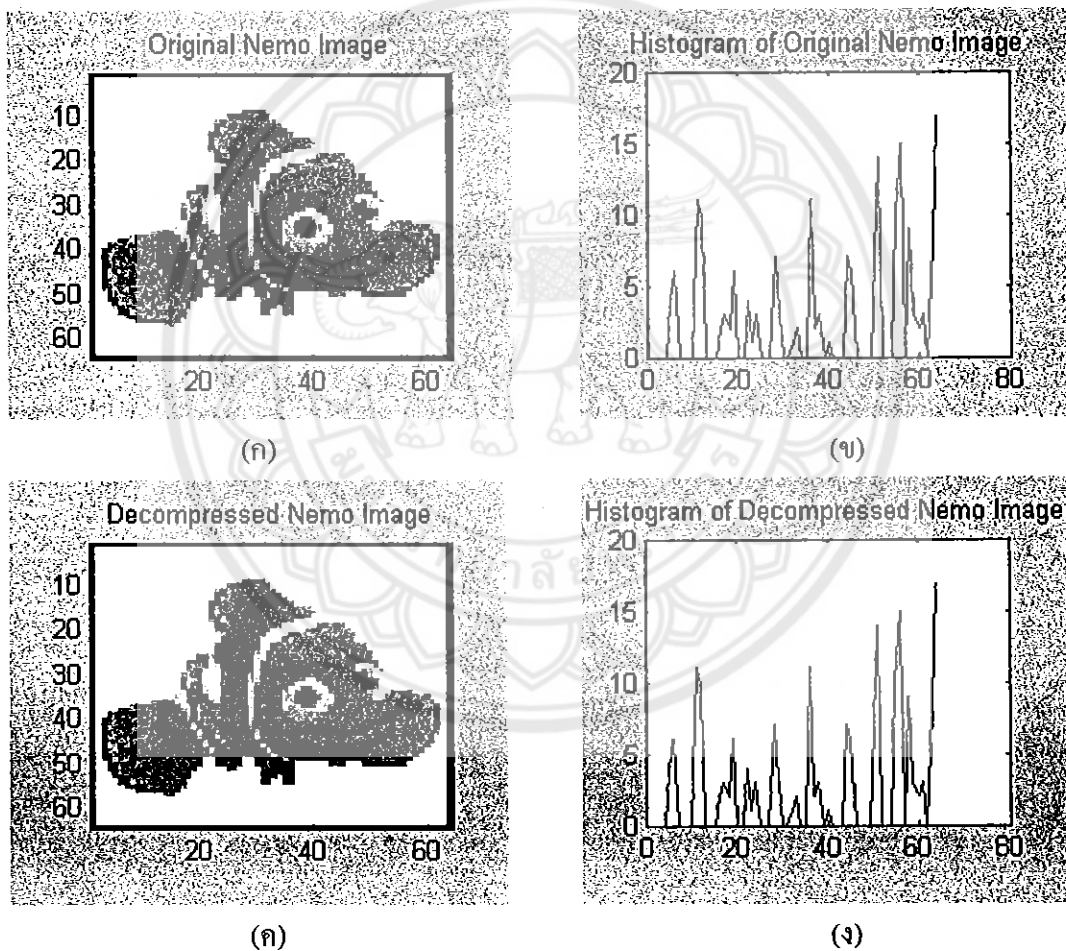 Original Nemo Image
10
20
30
40
50
60
20 40 60
(ก)
Histogram of Original Nemo Image
20
15
10
5
0
0 20 40 60 80
(ข)
Decompressed Nemo Image
10
20
30
40
50
60
20 40 60
(ค)
Histogram of Decompressed Nemo Image
20
15
10
5
0
0 20 40 60 80
(ง)